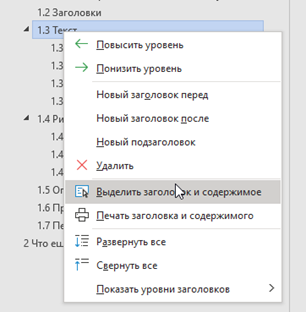 1.2 Заголовки
1.3 Текст
Повысить уровень
1.3
Понизить уровень
1.3
1.3
Новый заголовок перед
1.3
Новый заголовок после
1.4 Ри
Новый подзаголовок
1.4
Удалить
1.4
Выделить заголовок и содержимое
1.5
Печать заголовка и содержимого
1.6 Пр
1.7 Пе
Развернуть все
2 Что ещ
Свернуть все
Показать уровни заголовков